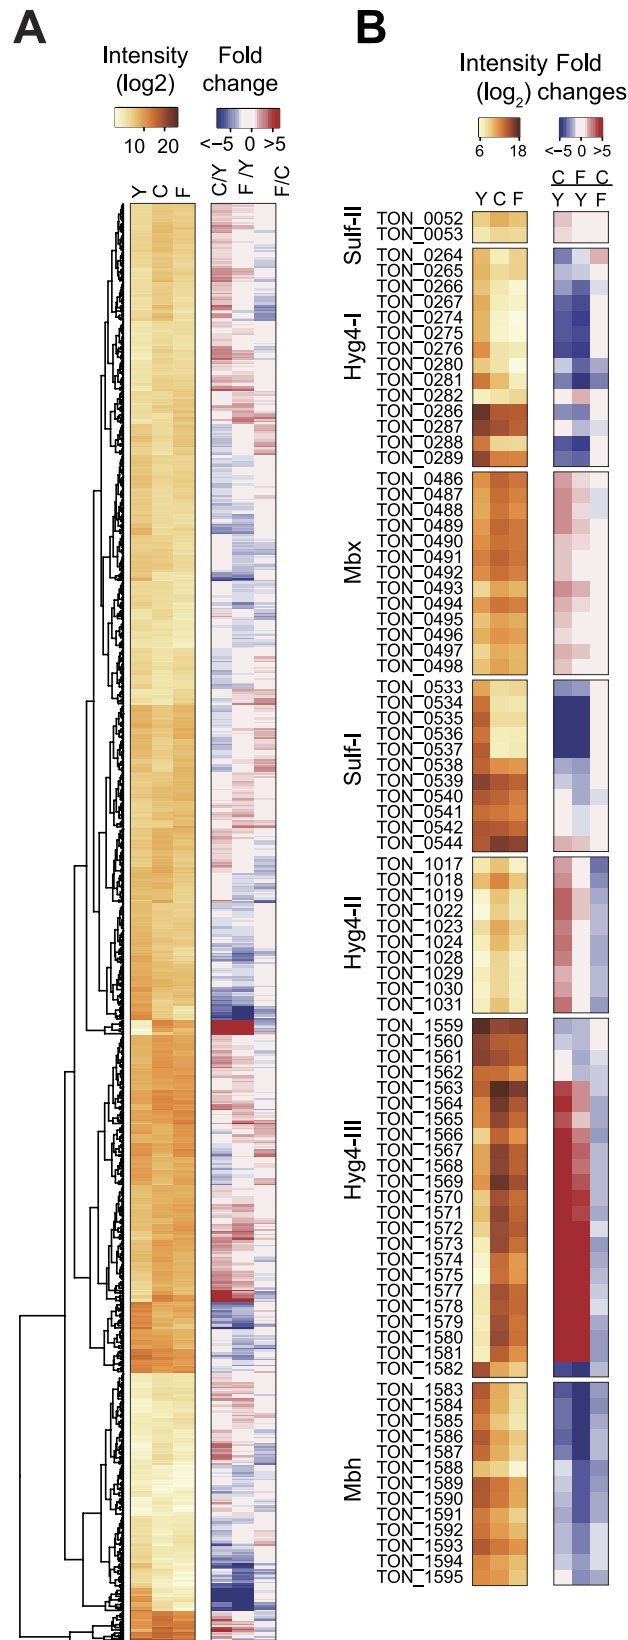 A
Intensity
(log2)
Fold
change
10 20
<-5 0 >5
Y C F
C/Y F/Y F/C
B
Intensity Fold
(log2) changes
6 18
<-5 0 >5
Y C F
C F C
Y Y F
Sulf-II
TON_0052
TON_0053
Hyg4-I
TON_0264
TON_0265
TON_0266
TON_0267
TON_0274
TON_0275
TON_0276
TON_0280
TON_0281
TON_0282
TON_0286
TON_0287
TON_0288
TON_0289
Mbx
TON_0486
TON_0487
TON_0488
TON_0489
TON_0490
TON_0491
TON_0492
TON_0493
TON_0494
TON_0495
TON_0496
TON_0497
TON_0498
Sulf-I
TON_0533
TON_0534
TON_0535
TON_0536
TON_0537
TON_0538
TON_0539
TON_0540
TON_0541
TON_0542
TON_0544
Hyg4-II
TON_1017
TON_1018
TON_1019
TON_1022
TON_1023
TON_1024
TON_1028
TON_1029
TON_1030
TON_1031
Hyg4-III
TON_1559
TON_1560
TON_1561
TON_1562
TON_1563
TON_1564
TON_1565
TON_1566
TON_1567
TON_1568
TON_1569
TON_1570
TON_1571
TON_1572
TON_1573
TON_1574
TON_1575
TON_1577
TON_1578
TON_1579
TON_1580
TON_1581
TON_1582
Mbh
TON_1583
TON_1584
TON_1585
TON_1586
TON_1587
TON_1588
TON_1589
TON_1590
TON_1591
TON_1592
TON_1593
TON_1594
TON_1595